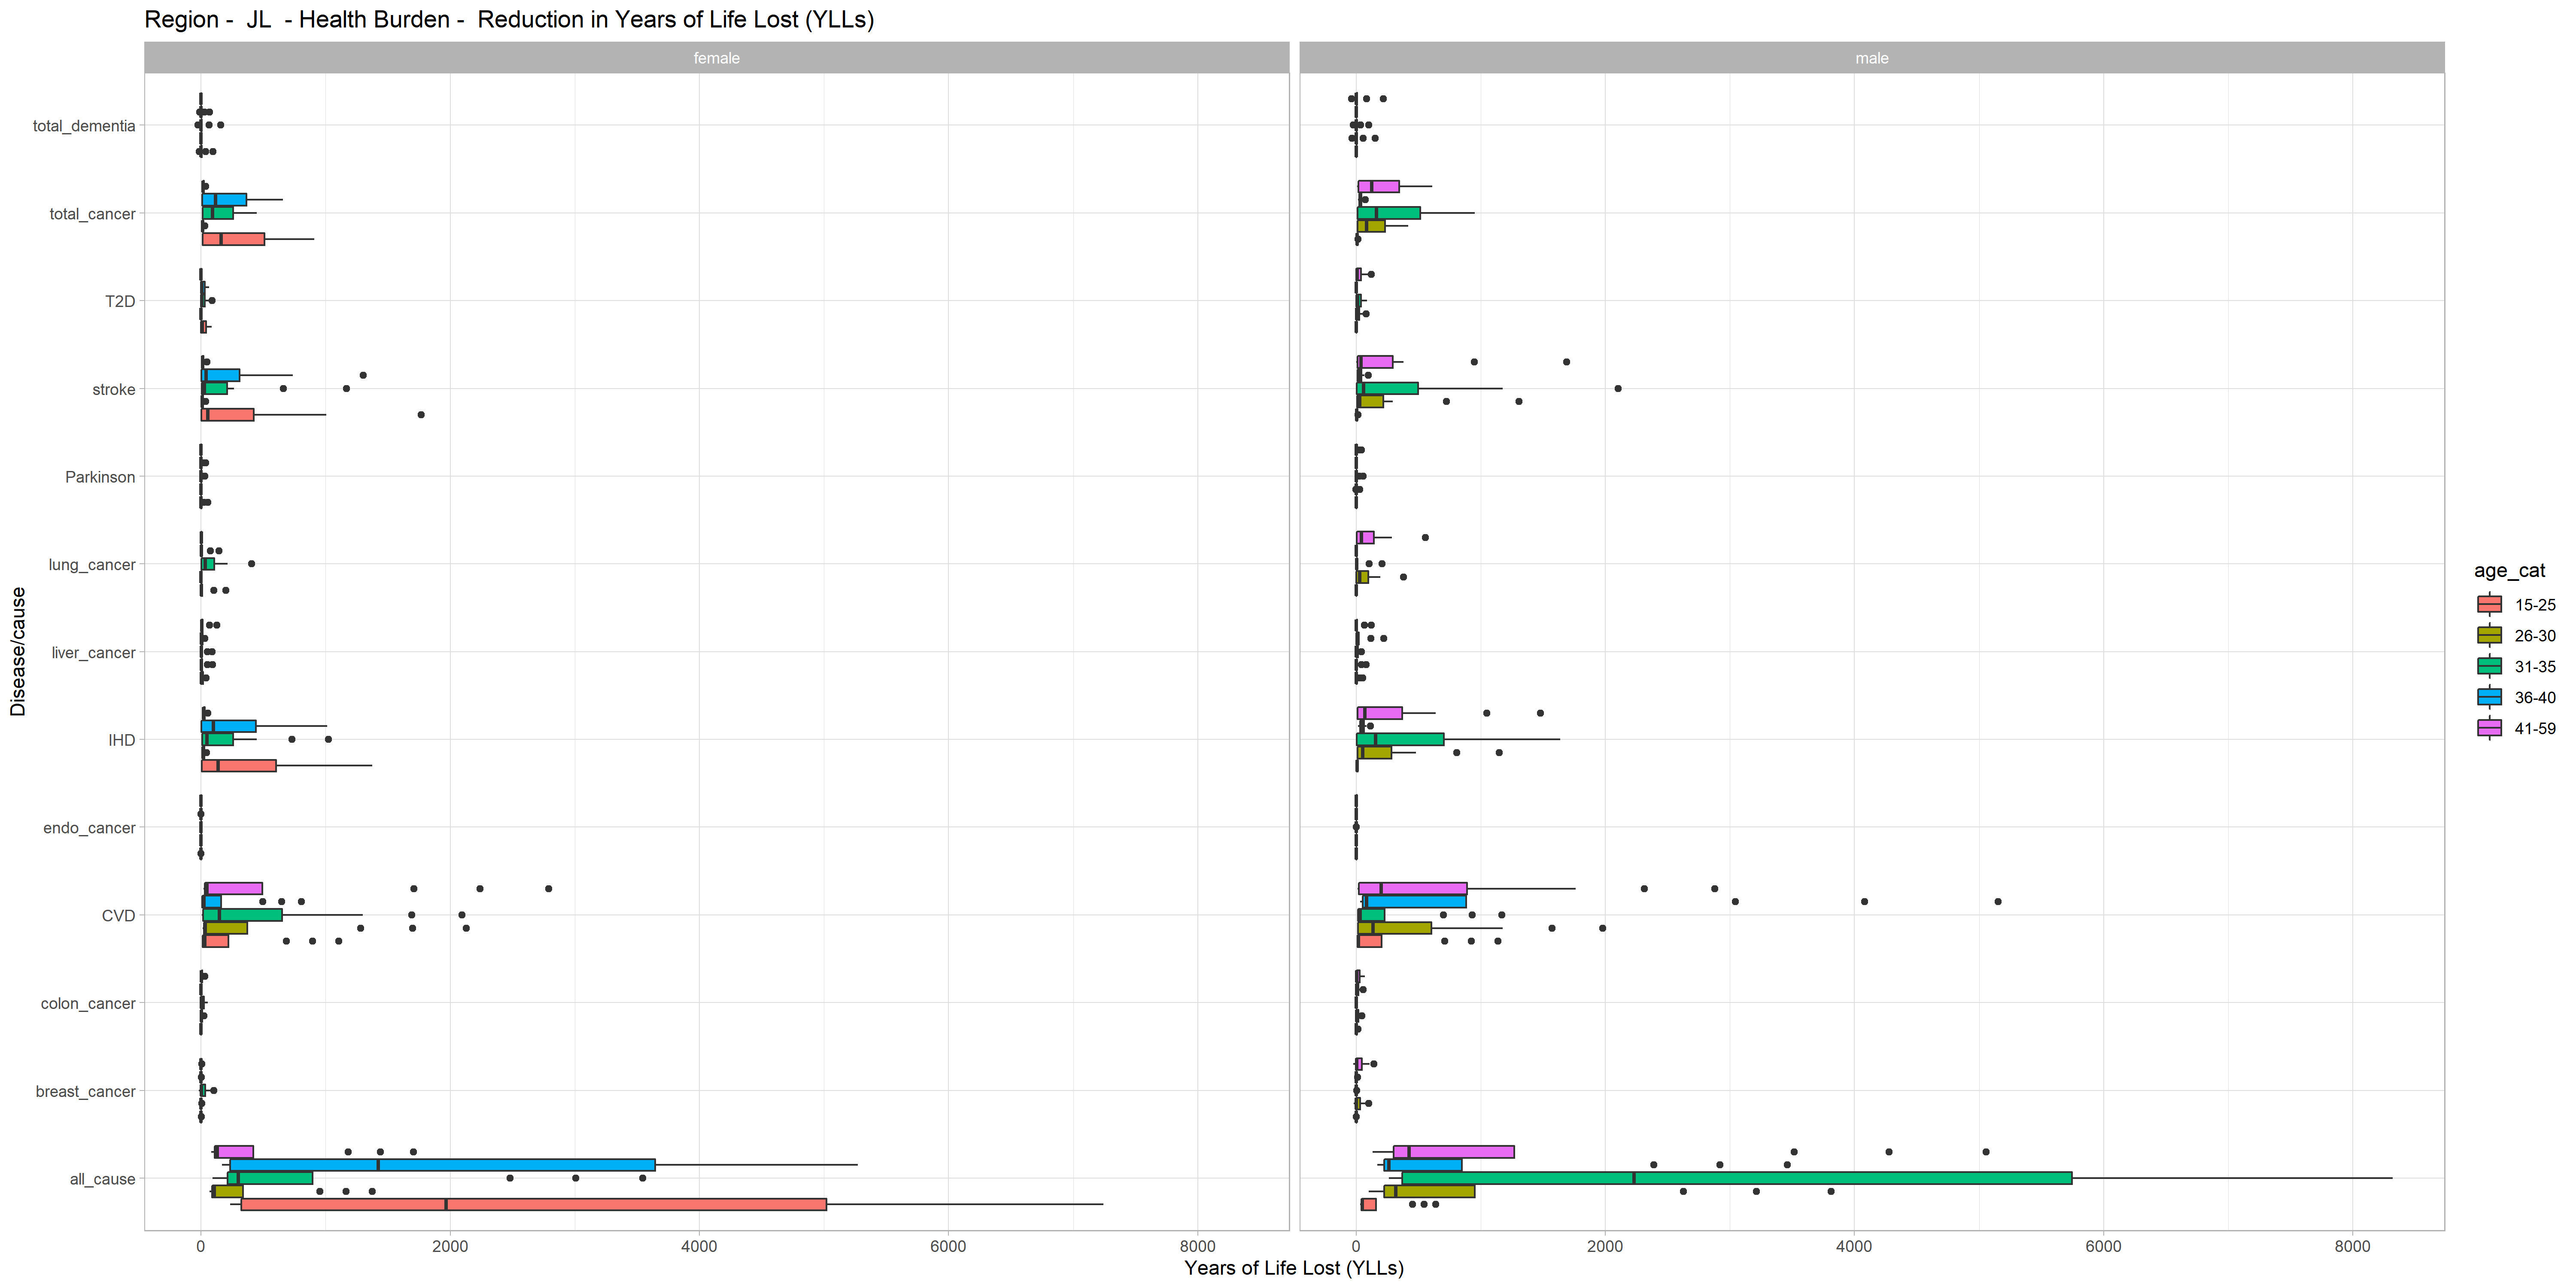 Region -  JL  - Health Burden -  Reduction in Years of Life Lost (YLLs)
female
male
Disease/cause
total_dementia
total_cancer
T2D
stroke
Parkinson
lung_cancer
liver_cancer
IHD
endo_cancer
CVD
colon_cancer
breast_cancer
all_cause
0 2000 4000 6000 8000
0 2000 4000 6000 8000
Years of Life Lost (YLLs)
age_cat
15-25
26-30
31-35
36-40
41-59